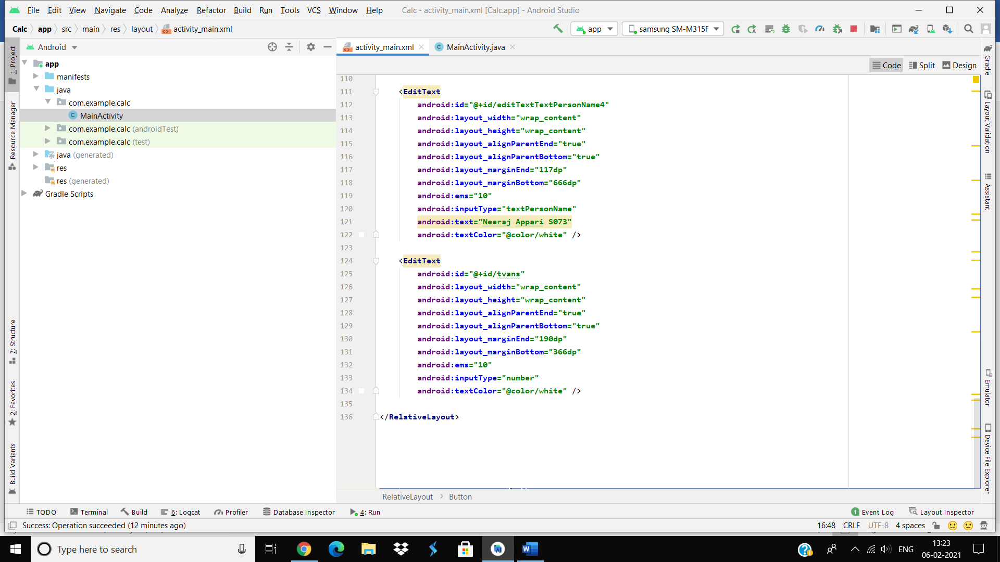 File Edit View Navigate Code Analyze Refactor Build Run Tools VCS Window Help Calc - activity_main.xml [Calc.app] - Android Studio
Calc app src main res layout activity_main.xml app samsung SM-M315F
Android
activity_main.xml MainActivity.java
Code Split Design
1: Project
Resource Manager
7: Structure
2: Favorites
Build Variants
app
manifests
java
com.example.calc
MainActivity
com.example.calc (androidTest)
com.example.calc (test)
java (generated)
res
res (generated)
Gradle Scripts
110
111 <EditText
112 android:id="@+id/editTextTextPersonName4"
113 android:layout_width="wrap_content"
114 android:layout_height="wrap_content"
115 android:layout_alignParentEnd="true"
116 android:layout_alignParentBottom="true"
117 android:layout_marginEnd="117dp"
118 android:layout_marginBottom="666dp"
119 android:ems="10"
120 android:inputType="textPersonName"
121 android:text="Neeraj Appari S073"
122 android:textColor="@color/white" />
123
124 <EditText
125 android:id="@+id/tvans"
126 android:layout_width="wrap_content"
127 android:layout_height="wrap_content"
128 android:layout_alignParentEnd="true"
129 android:layout_alignParentBottom="true"
130 android:layout_marginEnd="190dp"
131 android:layout_marginBottom="366dp"
132 android:ems="10"
133 android:inputType="number"
134 android:textColor="@color/white" />
135
136 </RelativeLayout>
RelativeLayout Button
Gradle
Layout Validation
Assistant
Emulator
Device File Explorer
TODO Terminal Build 6: Logcat Profiler Database Inspector 4: Run 1 Event Log Layout Inspector
Success: Operation succeeded (12 minutes ago) 16:48 CRLF UTF-8 4 spaces
Type here to search ENG 13:23
06-02-2021